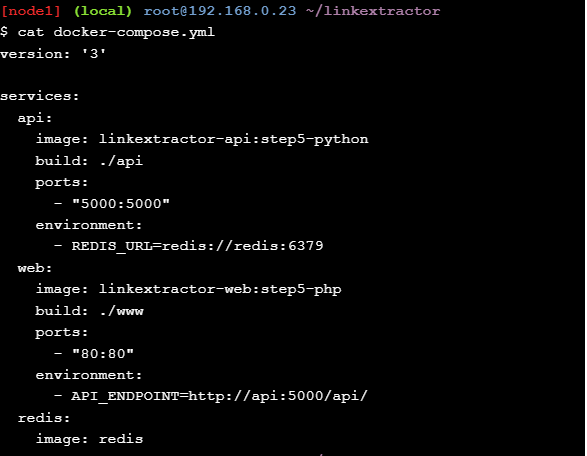 [node1] (local) root@192.168.0.23 ~/linkextractor
$ cat docker-compose.yml
version: '3'

services:
  api:
    image: linkextractor-api:step5-python
    build: ./api
    ports:
      - "5000:5000"
    environment:
      - REDIS_URL=redis://redis:6379
  web:
    image: linkextractor-web:step5-php
    build: ./www
    ports:
      - "80:80"
    environment:
      - API_ENDPOINT=http://api:5000/api/
  redis:
    image: redis